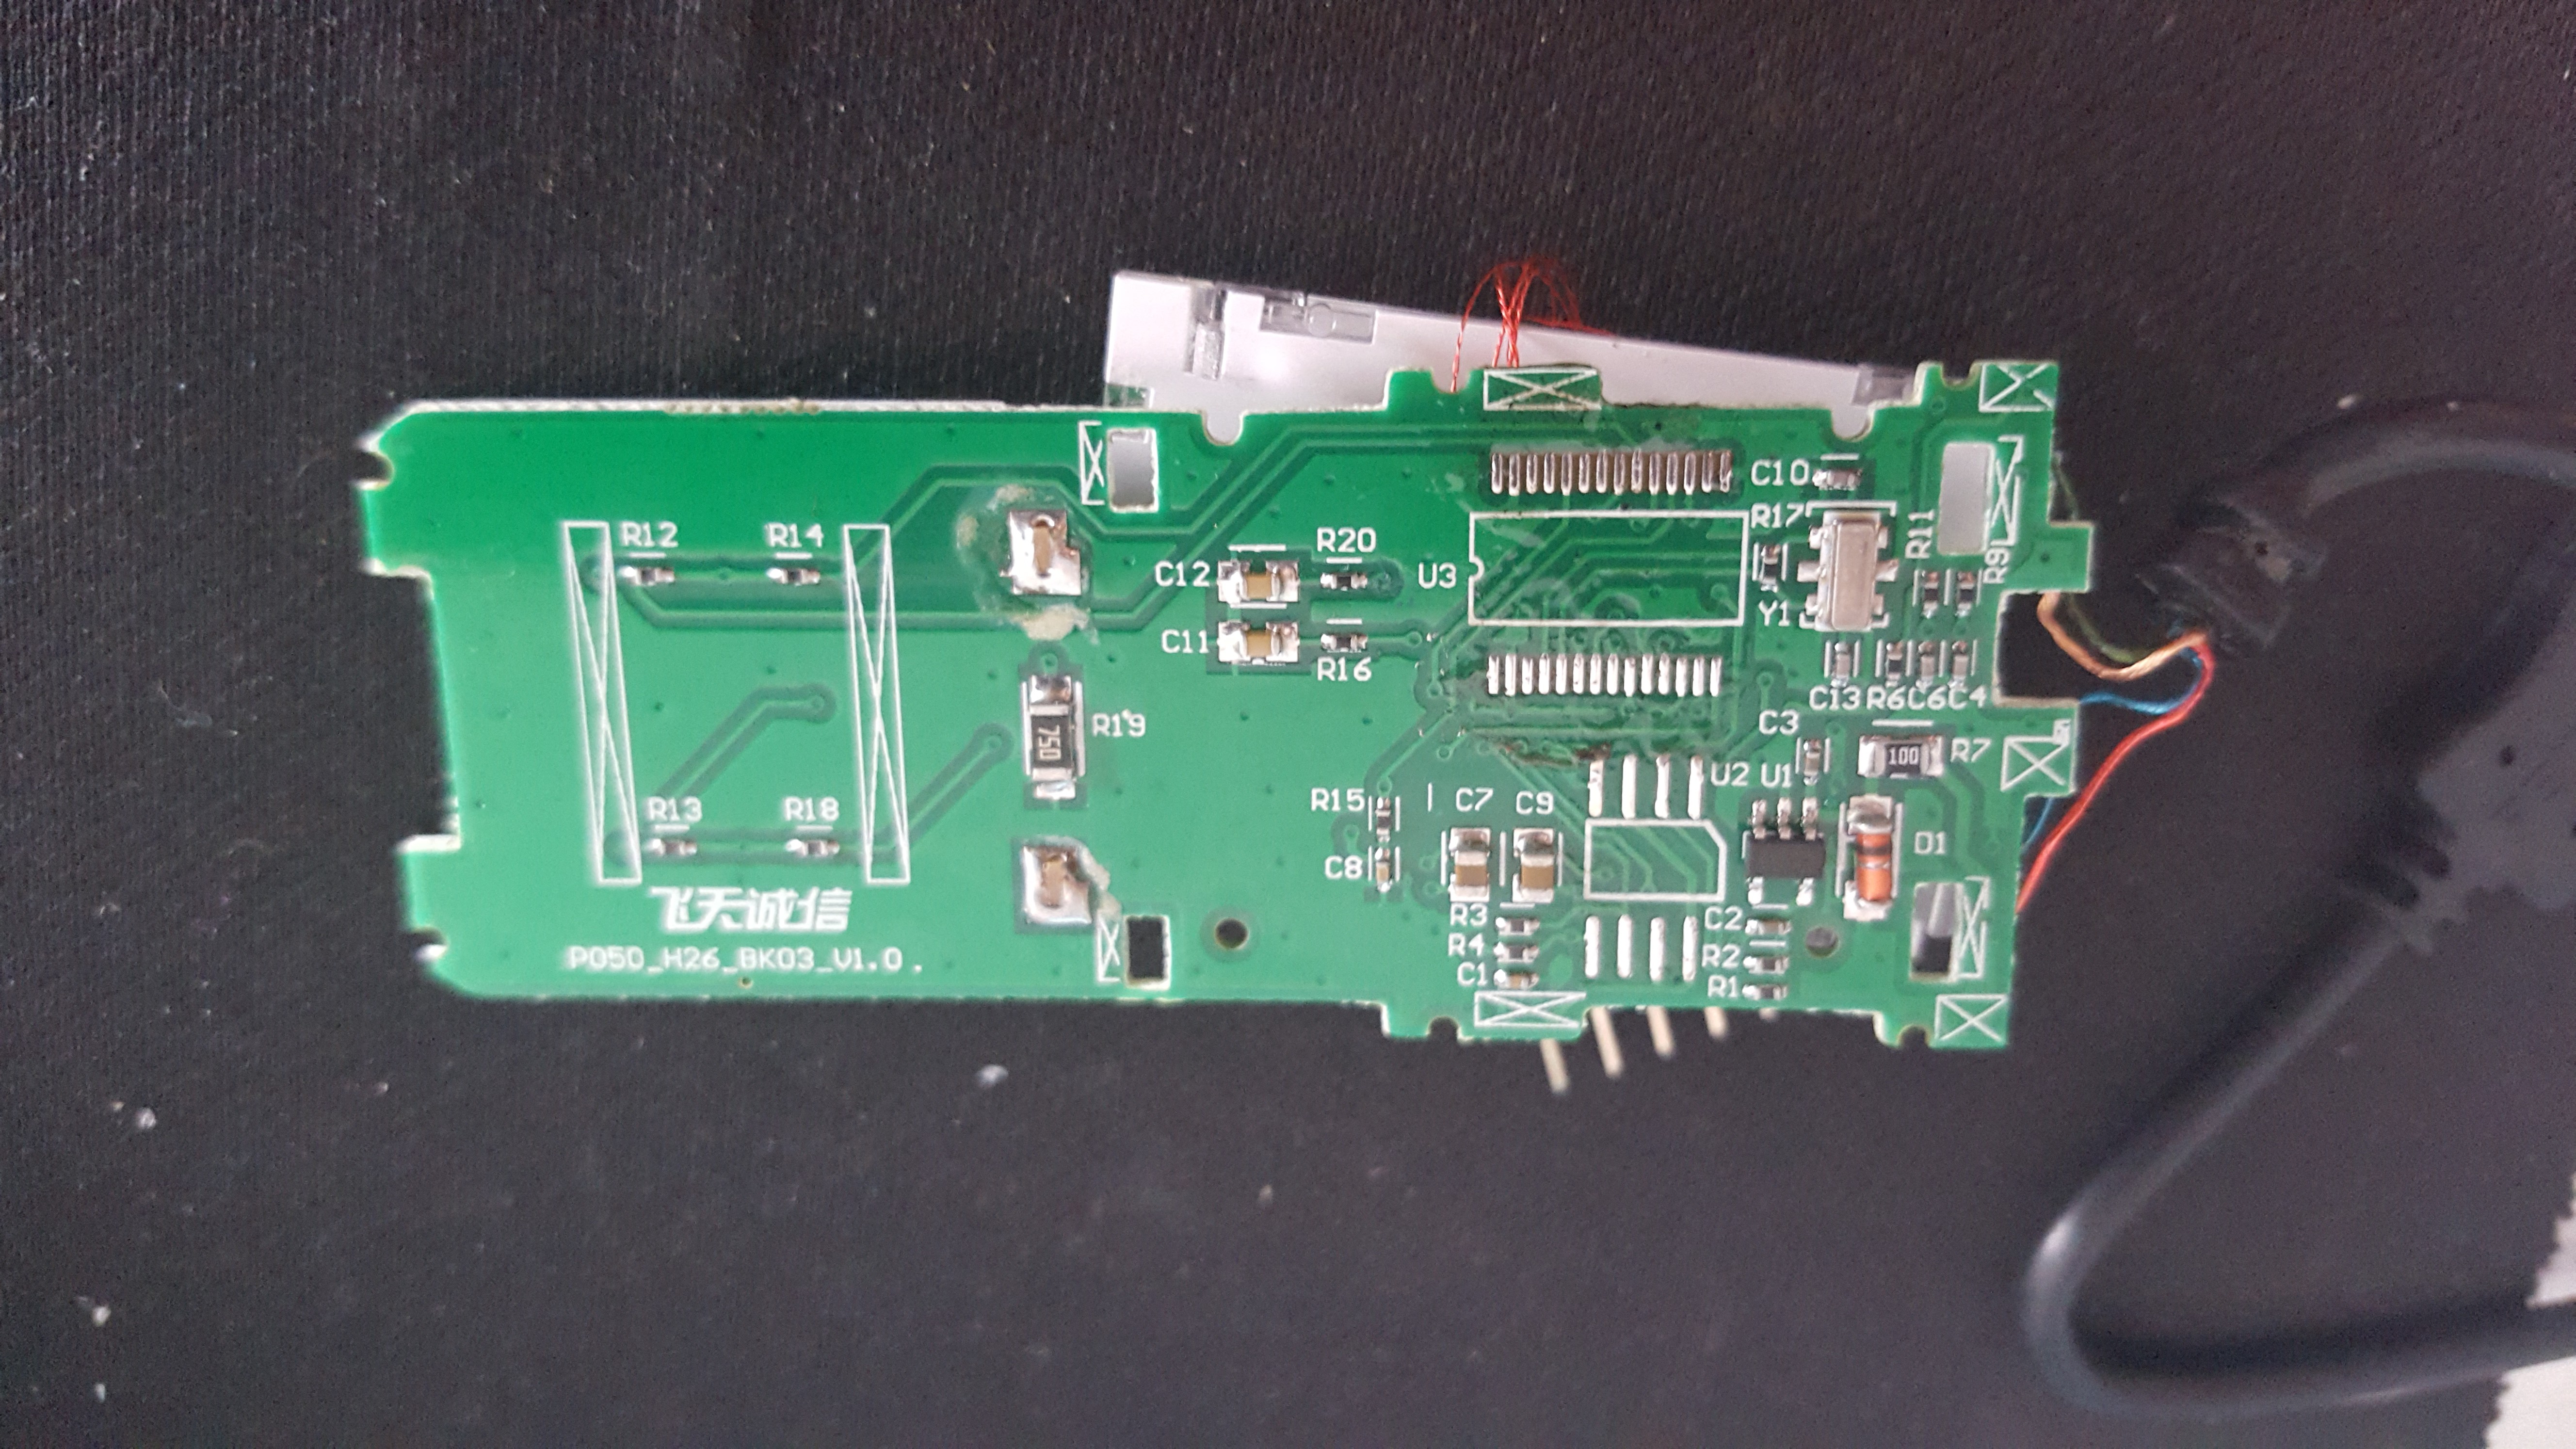 C10
R17
R11
R12
R14
R20
C12
U3
R9
Y1
C11
R16
C13
R6
C6
C4
R19
750
C3
R7
100
U2
U1
R15
C7
C9
R13
R18
D1
C8
飞天诚信
R3
C2
R4
R2
P050_H26_BK03_V1.0.
C1
R1